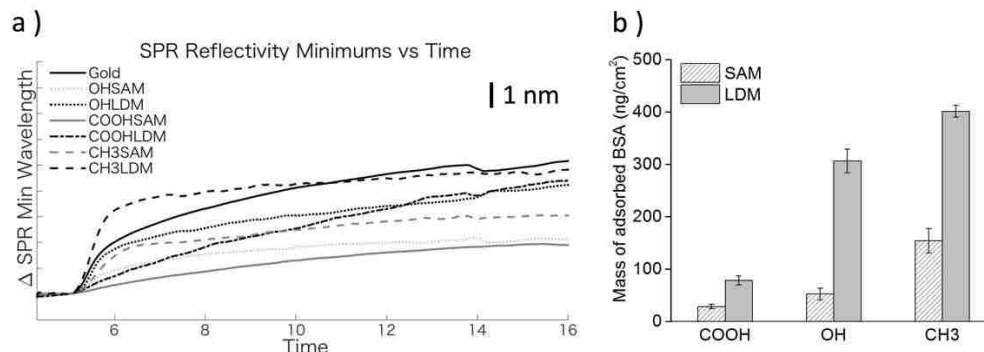 a )
SPR Reflectivity Minimums vs Time
Gold
OHSAM
OHLDM
COOHSAM
COOHLDM
CH3SAM
CH3LDM
1 nm
Δ SPR Min Wavelength
6 8 10 12 14 16
Time
b )
SAM
LDM
Mass of adsorbed BSA (ng/cm²)
500
400
300
200
100
0
COOH OH CH3